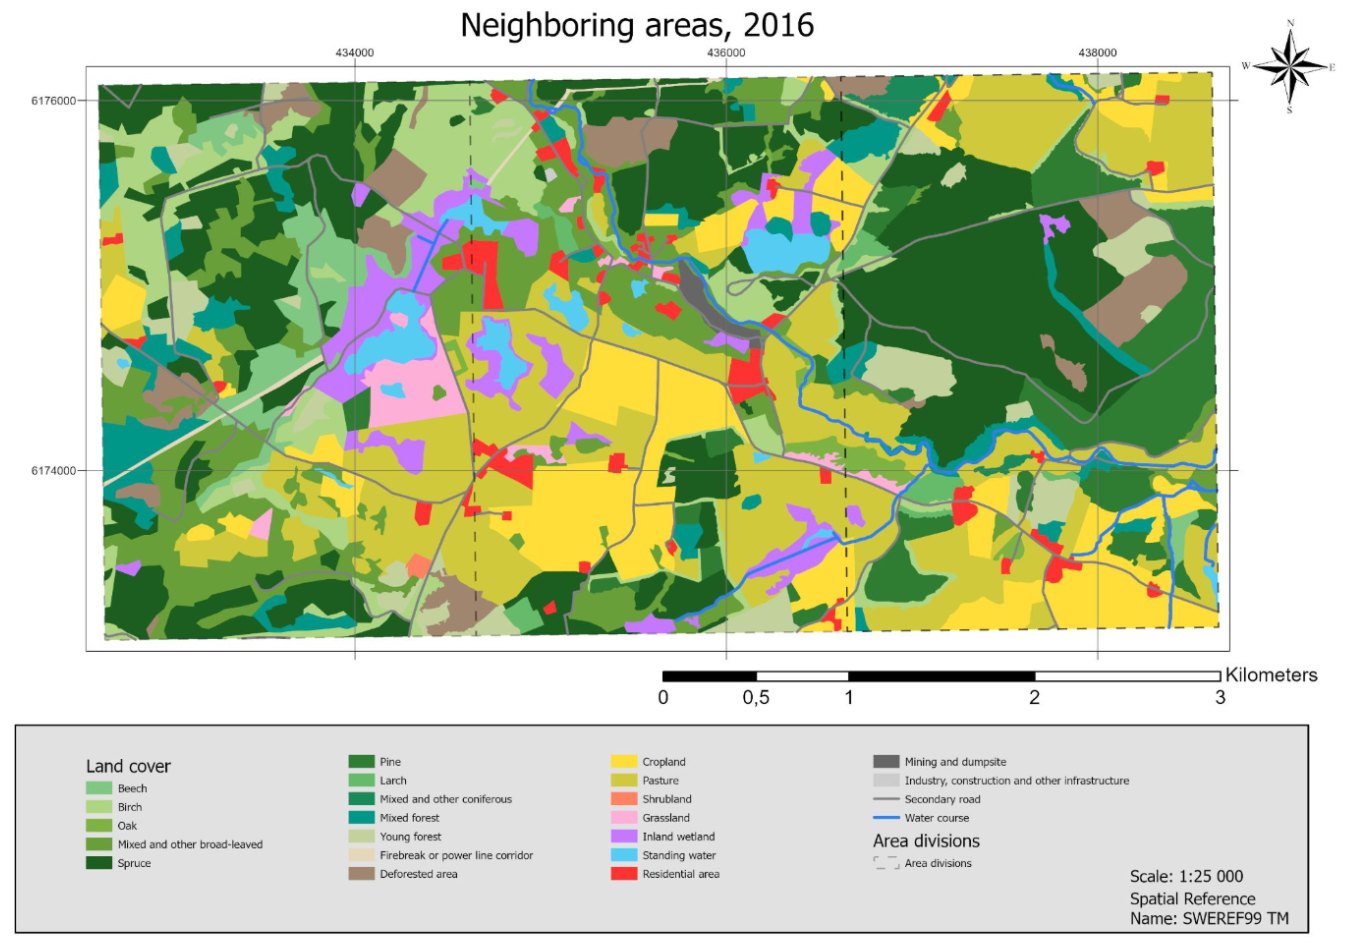 Neighboring areas, 2016
N
W E
S
434000 436000 438000
6176000
6174000
Kilometers
0 0,5 1 2 3
Land cover
Beech
Birch
Oak
Mixed and other broad-leaved
Spruce
Pine
Larch
Mixed and other coniferous
Mixed forest
Young forest
Firebreak or power line corridor
Deforested area
Cropland
Pasture
Shrubland
Grassland
Inland wetland
Standing water
Residential area
Mining and dumpsite
Industry, construction and other infrastructure
Secondary road
Water course
Area divisions
Area divisions
Scale: 1:25 000
Spatial Reference
Name: SWEREF99 TM